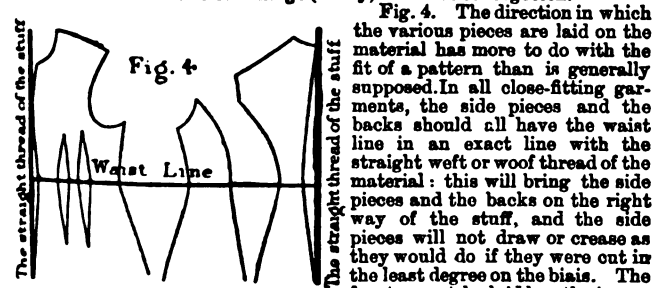 The straight thread of the stuff
Fig. 4
Waist Line
The straight thread of the stuff
Fig. 4. The direction in which
the various pieces are laid on the
material has more to do with the
fit of a pattern than is generally
supposed.In all close-fitting gar-
ments, the side pieces and the
backs should all have the waist
line in an exact line with the
straight weft or woof thread of the
material: this will bring the side
pieces and the backs on the right
way of the stuff, and the side
pieces will not draw or crease as
they would do if they were cut in
the least degree on the biais. The